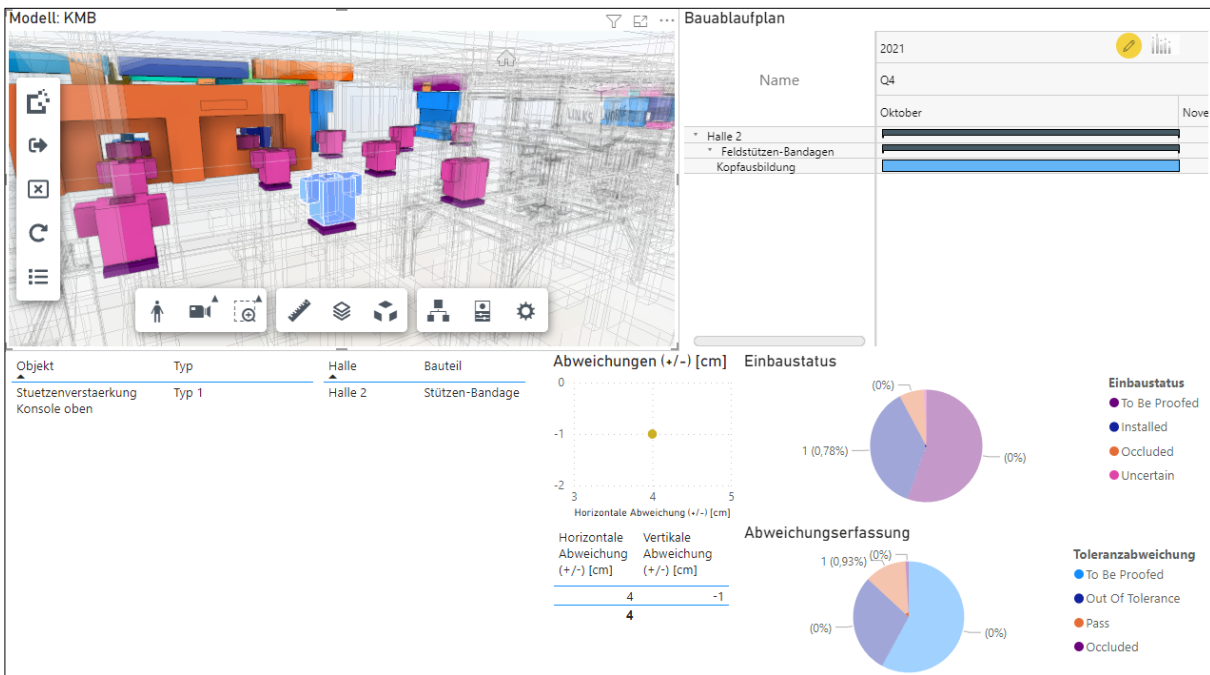 Modell: KMB
LINKS
Bauablaufplan
Name
2021
Q4
Oktober
Nove
Halle 2
Feldstützen-Bandagen
Kopfausbildung
Objekt
Typ
Halle
Bauteil
Stuetzenverstaerkung
Konsole oben
Typ 1
Halle 2
Stützen-Bandage
Abweichungen (+/-) [cm]
0
-1
-2
3
4
5
Horizontale Abweichung (+/-) [cm]
Horizontale
Abweichung
(+/-) [cm]
Vertikale
Abweichung
(+/-) [cm]
4
-1
4
Einbaustatus
(0%)
1 (0,78%)
(0%)
Einbaustatus
To Be Proofed
Installed
Occluded
Uncertain
Abweichungserfassung
1 (0,93%)
(0%)
(0%)
(0%)
Toleranzabweichung
To Be Proofed
Out Of Tolerance
Pass
Occluded